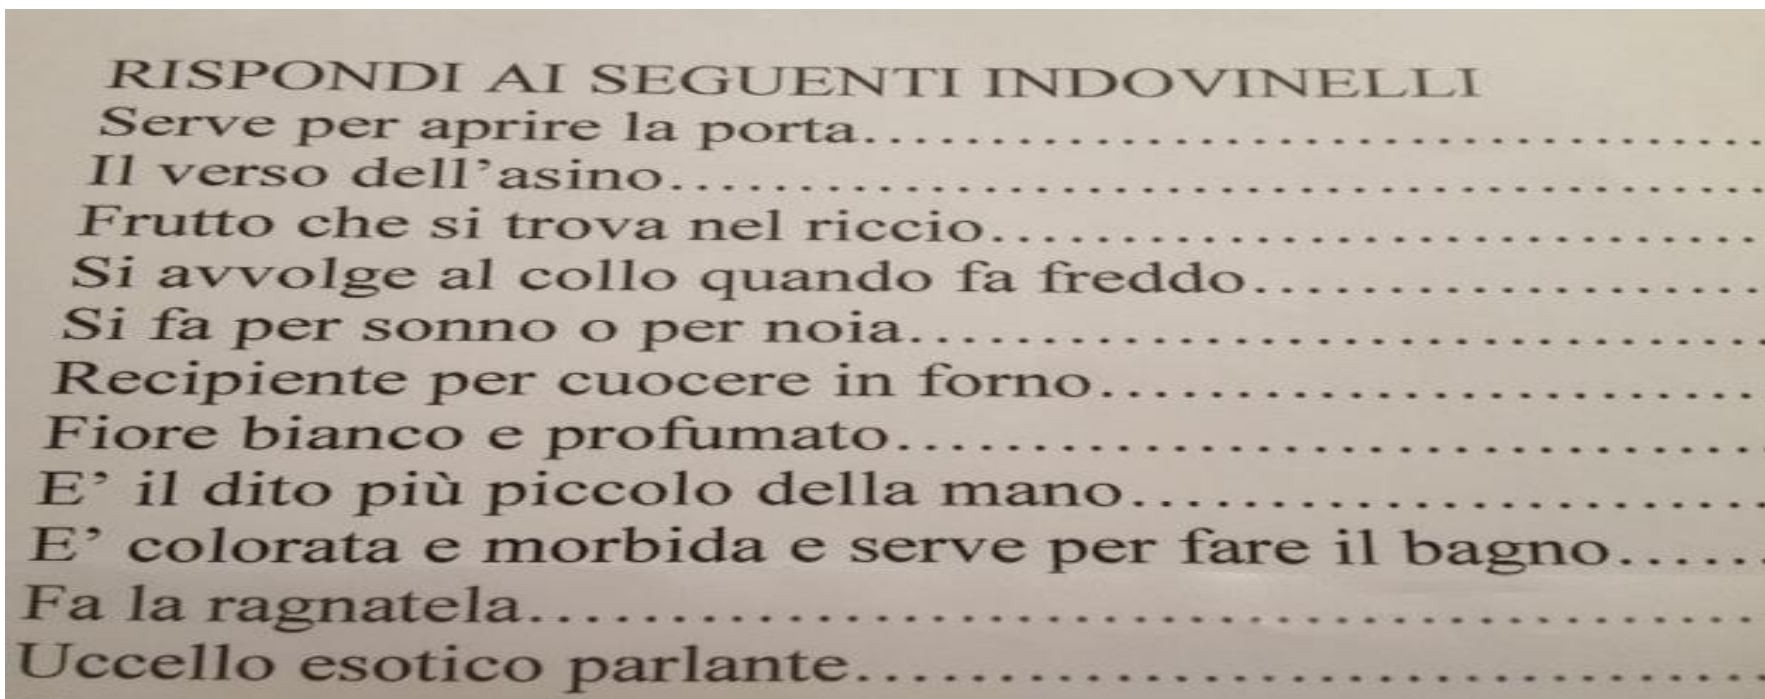 RISPONDI AI SEGUENTI INDOVINELLI
Serve per aprire la porta....................................
Il verso dell'asino............................................
Frutto che si trova nel riccio..............................
Si avvolge al collo quando fa freddo...................
Si fa per sonno o per noia.................................
Recipiente per cuocere in forno.........................
Fiore bianco e profumato.................................
E' il dito più piccolo della mano........................
E' colorata e morbida e serve per fare il bagno......
Fa la ragnatela.............................................
Uccello esotico parlante..................................